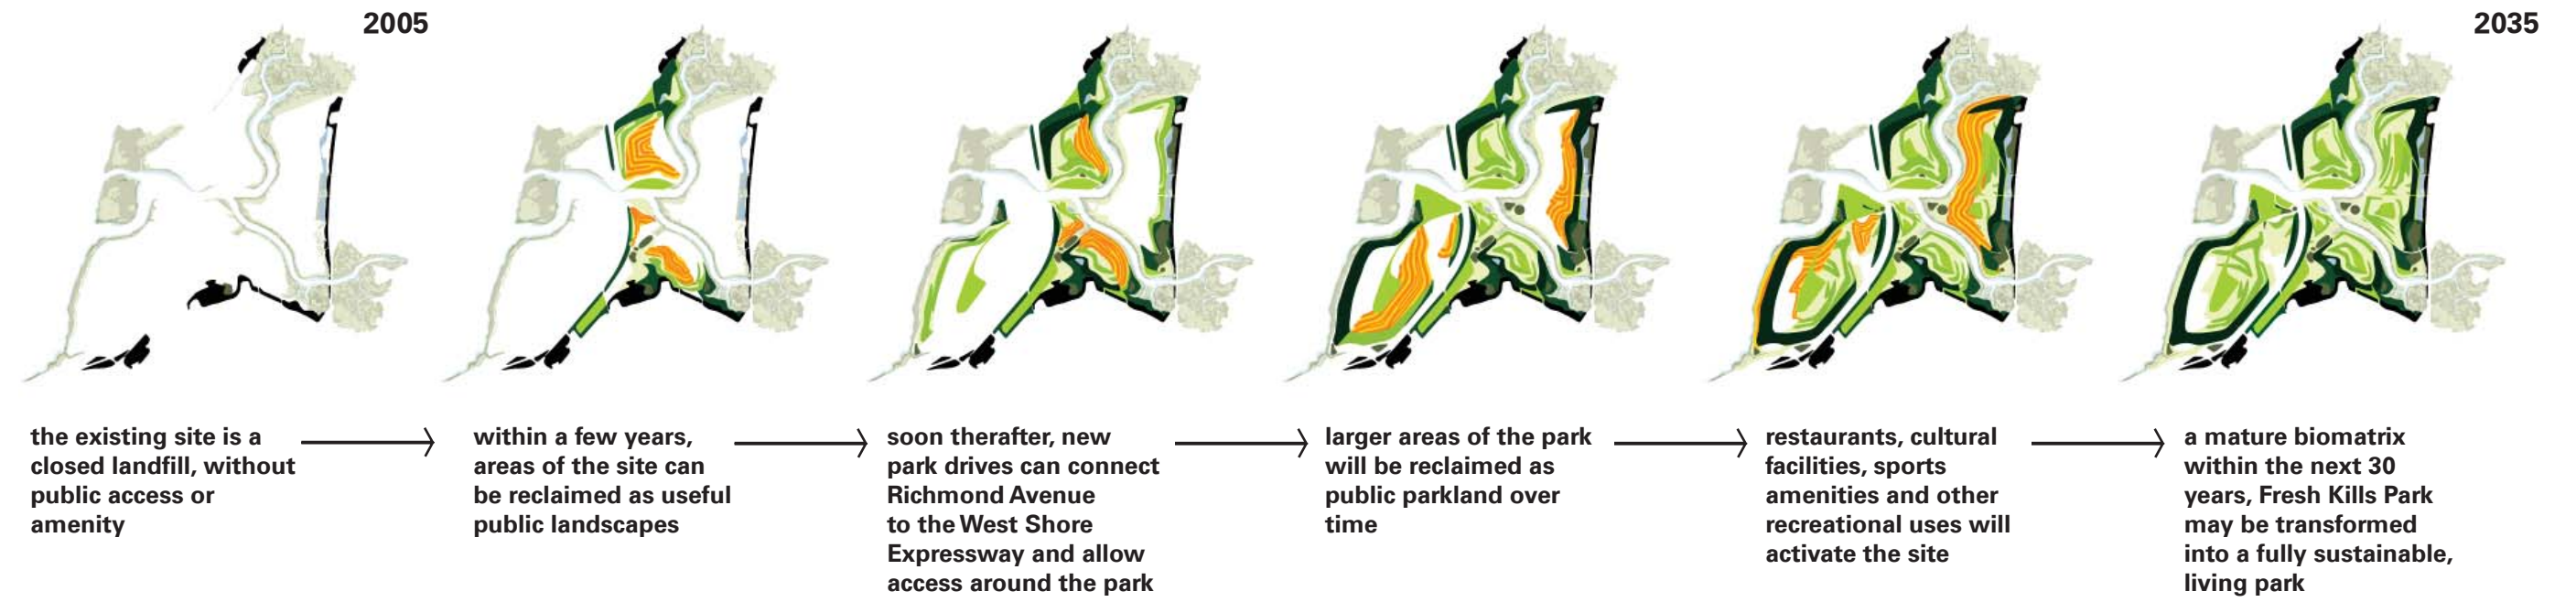 2005
2035
the existing site is a
closed landfill, without
public access or
amenity
within a few years,
areas of the site can
be reclaimed as useful
public landscapes
soon therafter, new
park drives can connect
Richmond Avenue
to the West Shore
Expressway and allow
access around the park
larger areas of the park
will be reclaimed as
public parkland over
time
restaurants, cultural
facilities, sports
amenities and other
recreational uses will
activate the site
a mature biomatrix
within the next 30
years, Fresh Kills Park
may be transformed
into a fully sustainable,
living park